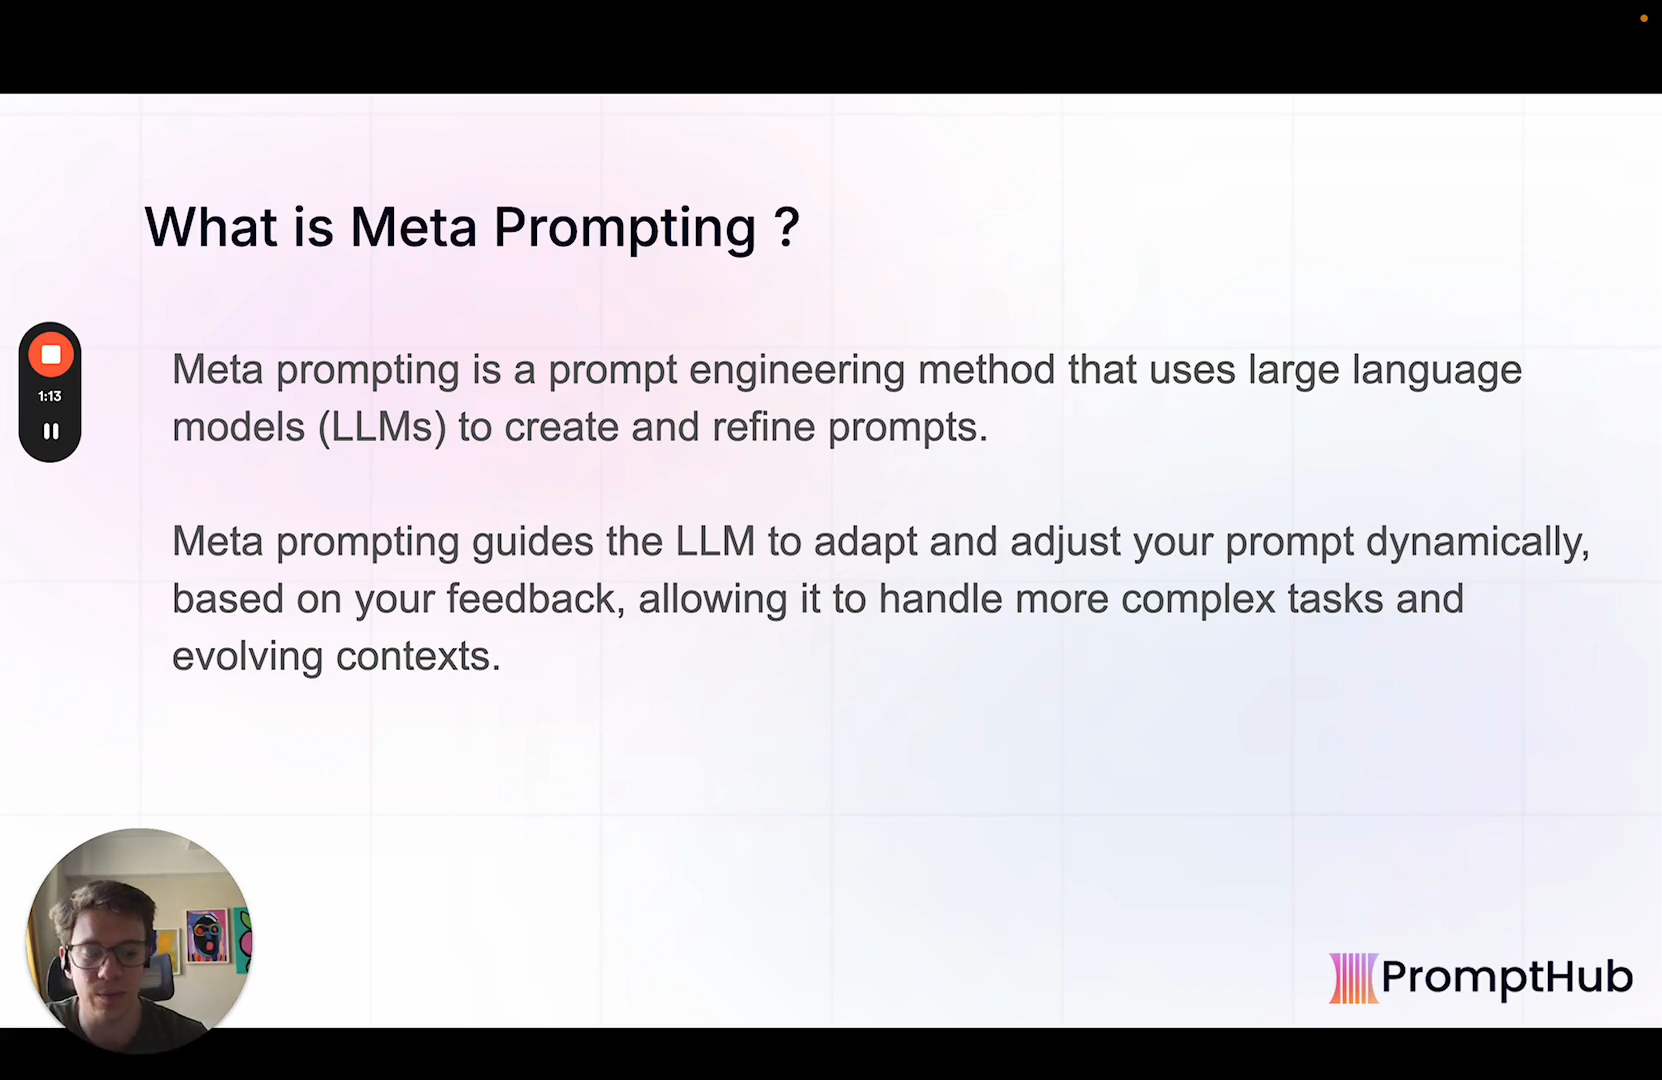 What is Meta Prompting ?
Meta prompting is a prompt engineering method that uses large language
models (LLMs) to create and refine prompts.
1:13
Meta prompting guides the LLM to adapt and adjust your prompt dynamically,
based on your feedback, allowing it to handle more complex tasks and
evolving contexts.
PromptHub